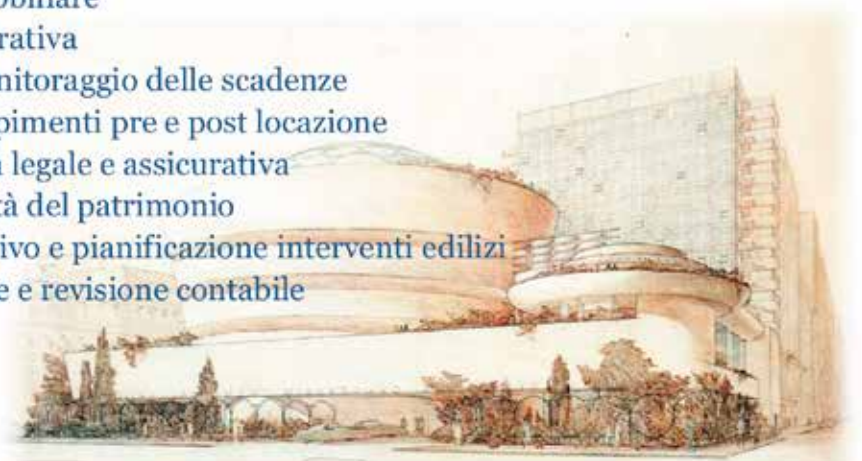 rativa
nitoraggio delle scadenze
pimenti pre e post locazione
legale e assicurativa
tà del patrimonio
ivo e pianificazione interventi edilizi
e e revisione contabile